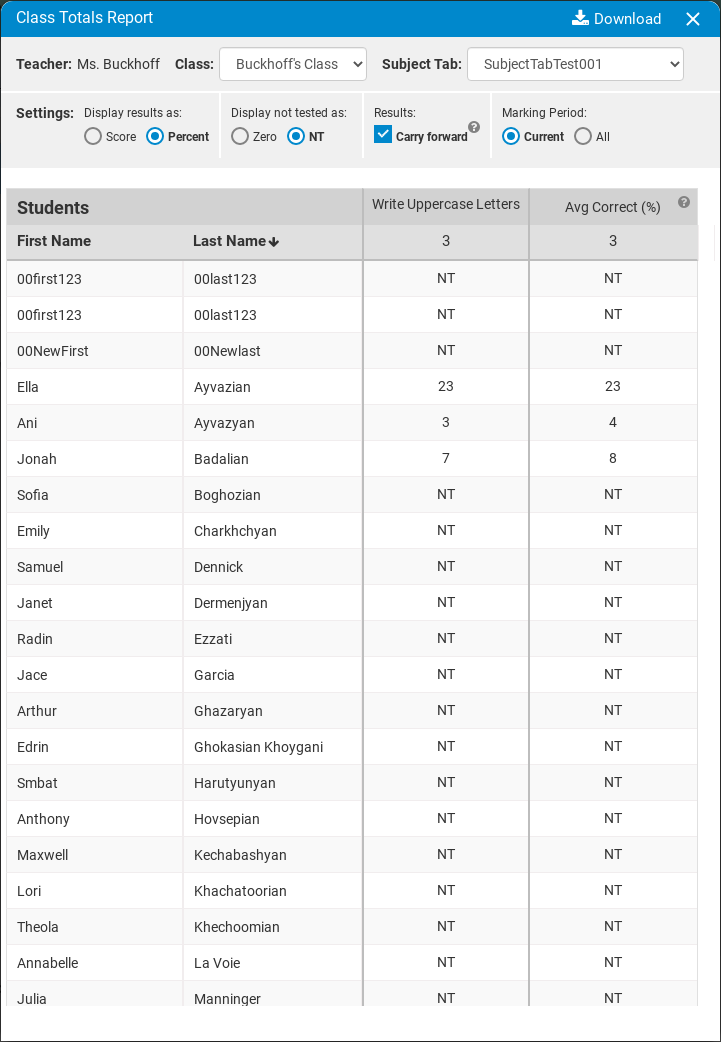 Class Totals Report Download
Teacher: Ms. Buckhoff Class: Buckhoff's Class Subject Tab: SubjectTabTest001
Settings: Display results as: Display not tested as: Results: Marking Period:
Score Percent Zero NT Carry forward ? Current All
Students Write Uppercase Letters Avg Correct (%) ?
First Name Last Name 3 3
00first123 00last123 NT NT
00first123 00last123 NT NT
00NewFirst 00Newlast NT NT
Ella Ayvazian 23 23
Ani Ayvazyan 3 4
Jonah Badalian 7 8
Sofia Boghozian NT NT
Emily Charkhchyan NT NT
Samuel Dennick NT NT
Janet Dermenjyan NT NT
Radin Ezzati NT NT
Jace Garcia NT NT
Arthur Ghazaryan NT NT
Edrin Ghokasian Khoygani NT NT
Smbat Harutyunyan NT NT
Anthony Hovsepian NT NT
Maxwell Kechabashyan NT NT
Lori Khachatoorian NT NT
Theola Khechoomian NT NT
Annabelle La Voie NT NT
Julia Manninger NT NT